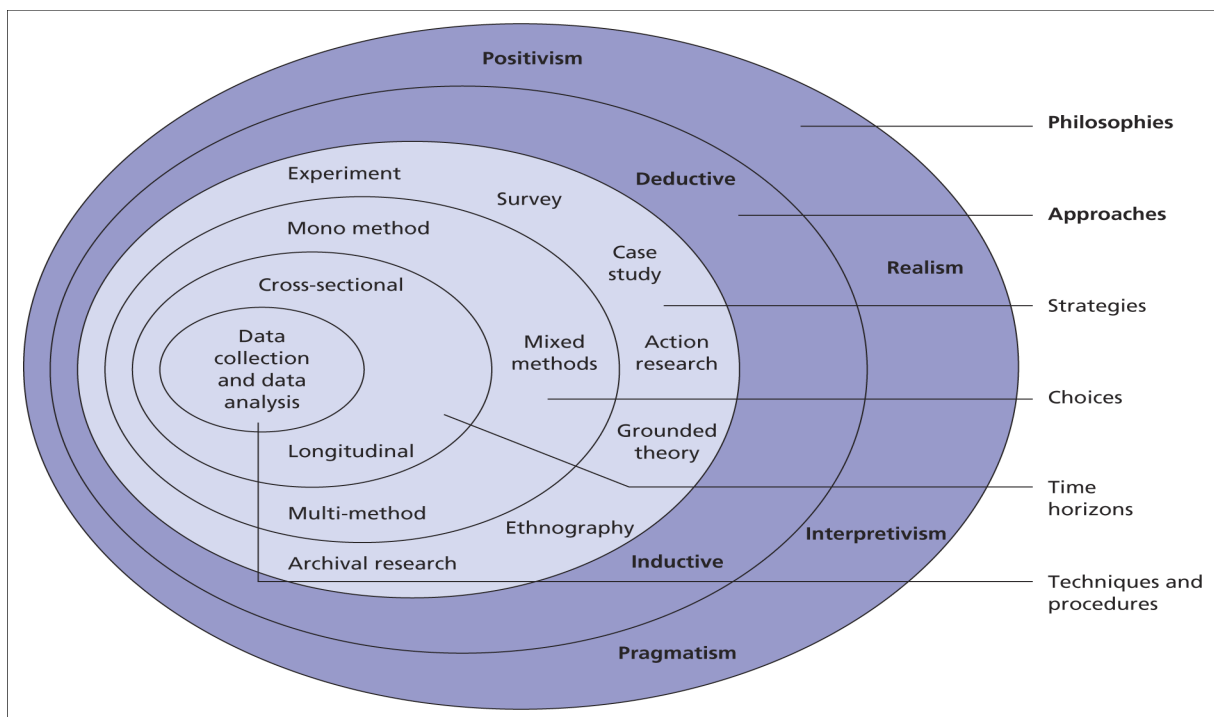 Positivism
Philosophies
Experiment
Deductive
Survey
Approaches
Mono method
Case
study
Realism
Cross-sectional
Strategies
Data
collection
and data
analysis
Mixed
methods
Action
research
Choices
Longitudinal
Grounded
theory
Time
horizons
Multi-method
Ethnography
Interpretivism
Archival research
Inductive
Techniques and
procedures
Pragmatism